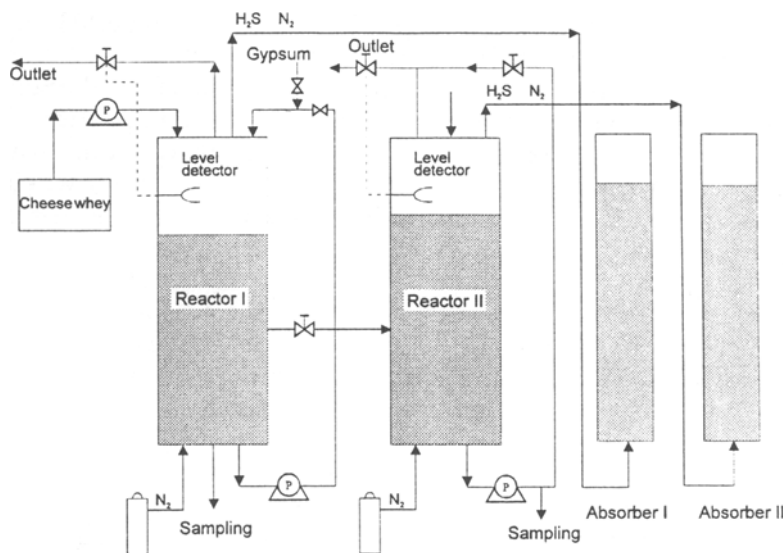 H₂S N₂
Outlet
Gypsum
Outlet
P
H₂S N₂
Level
detector
Level
detector
Cheese whey
Reactor I
Reactor II
N₂
P
N₂
P
Sampling
Sampling
Absorber I
Absorber II